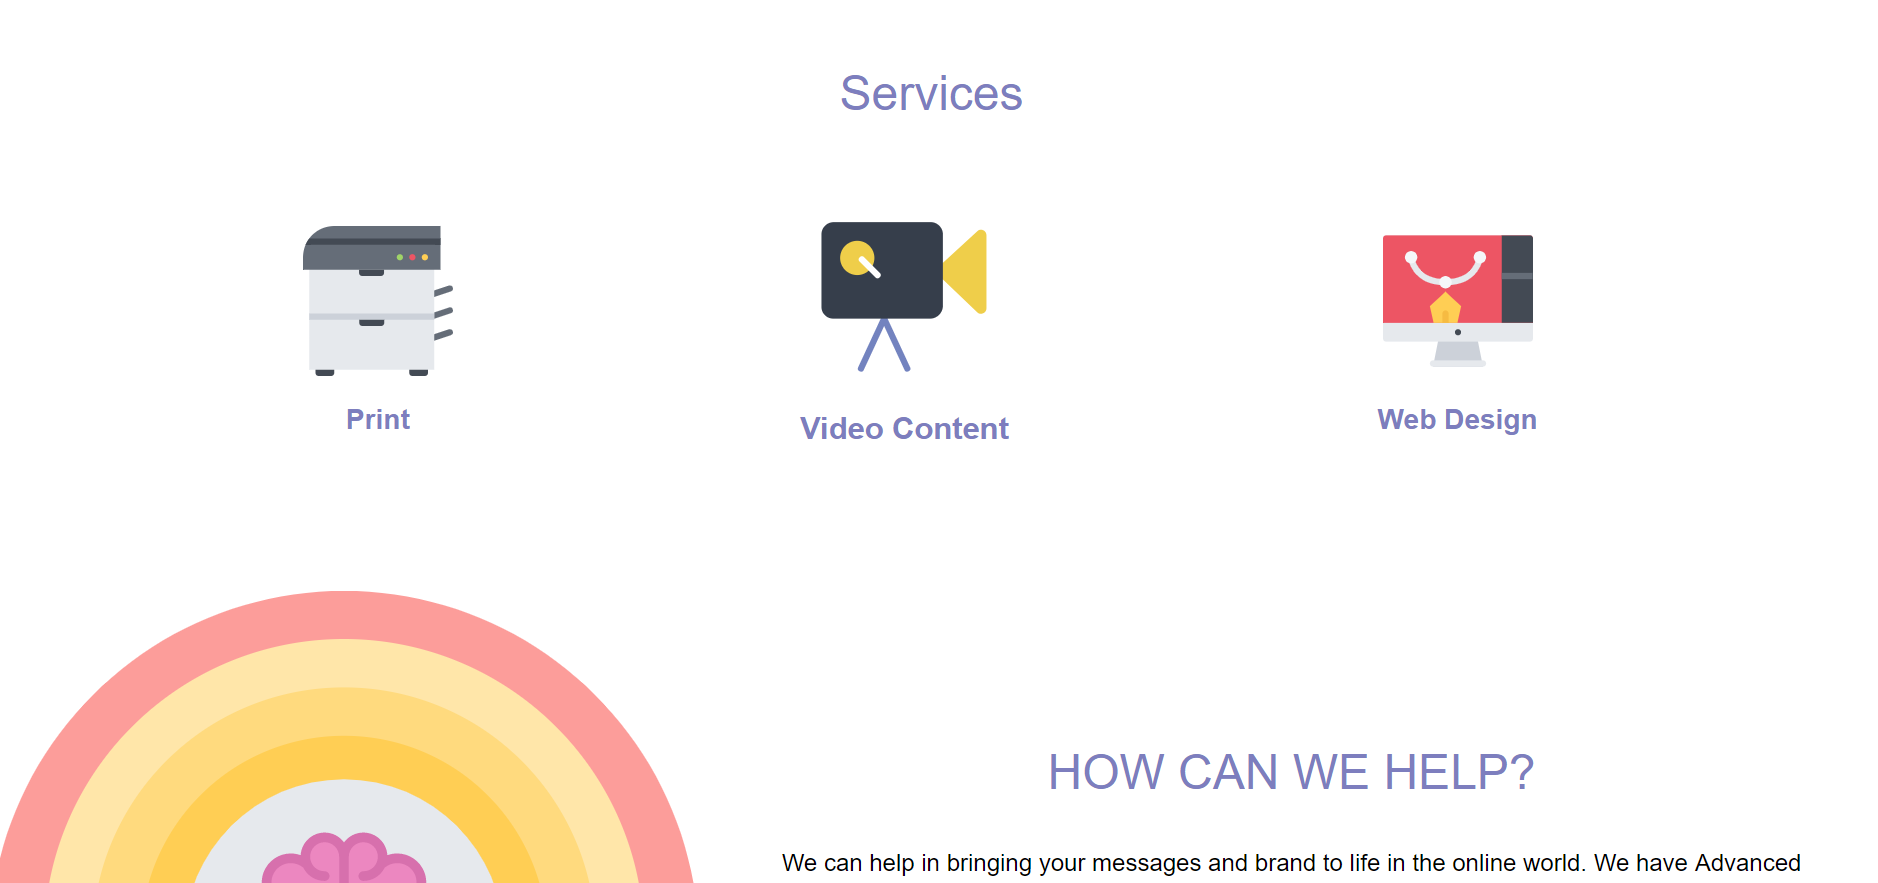 Services
Print
Video Content
Web Design
HOW CAN WE HELP?
We can help in bringing your messages and brand to life in the online world. We have Advanced